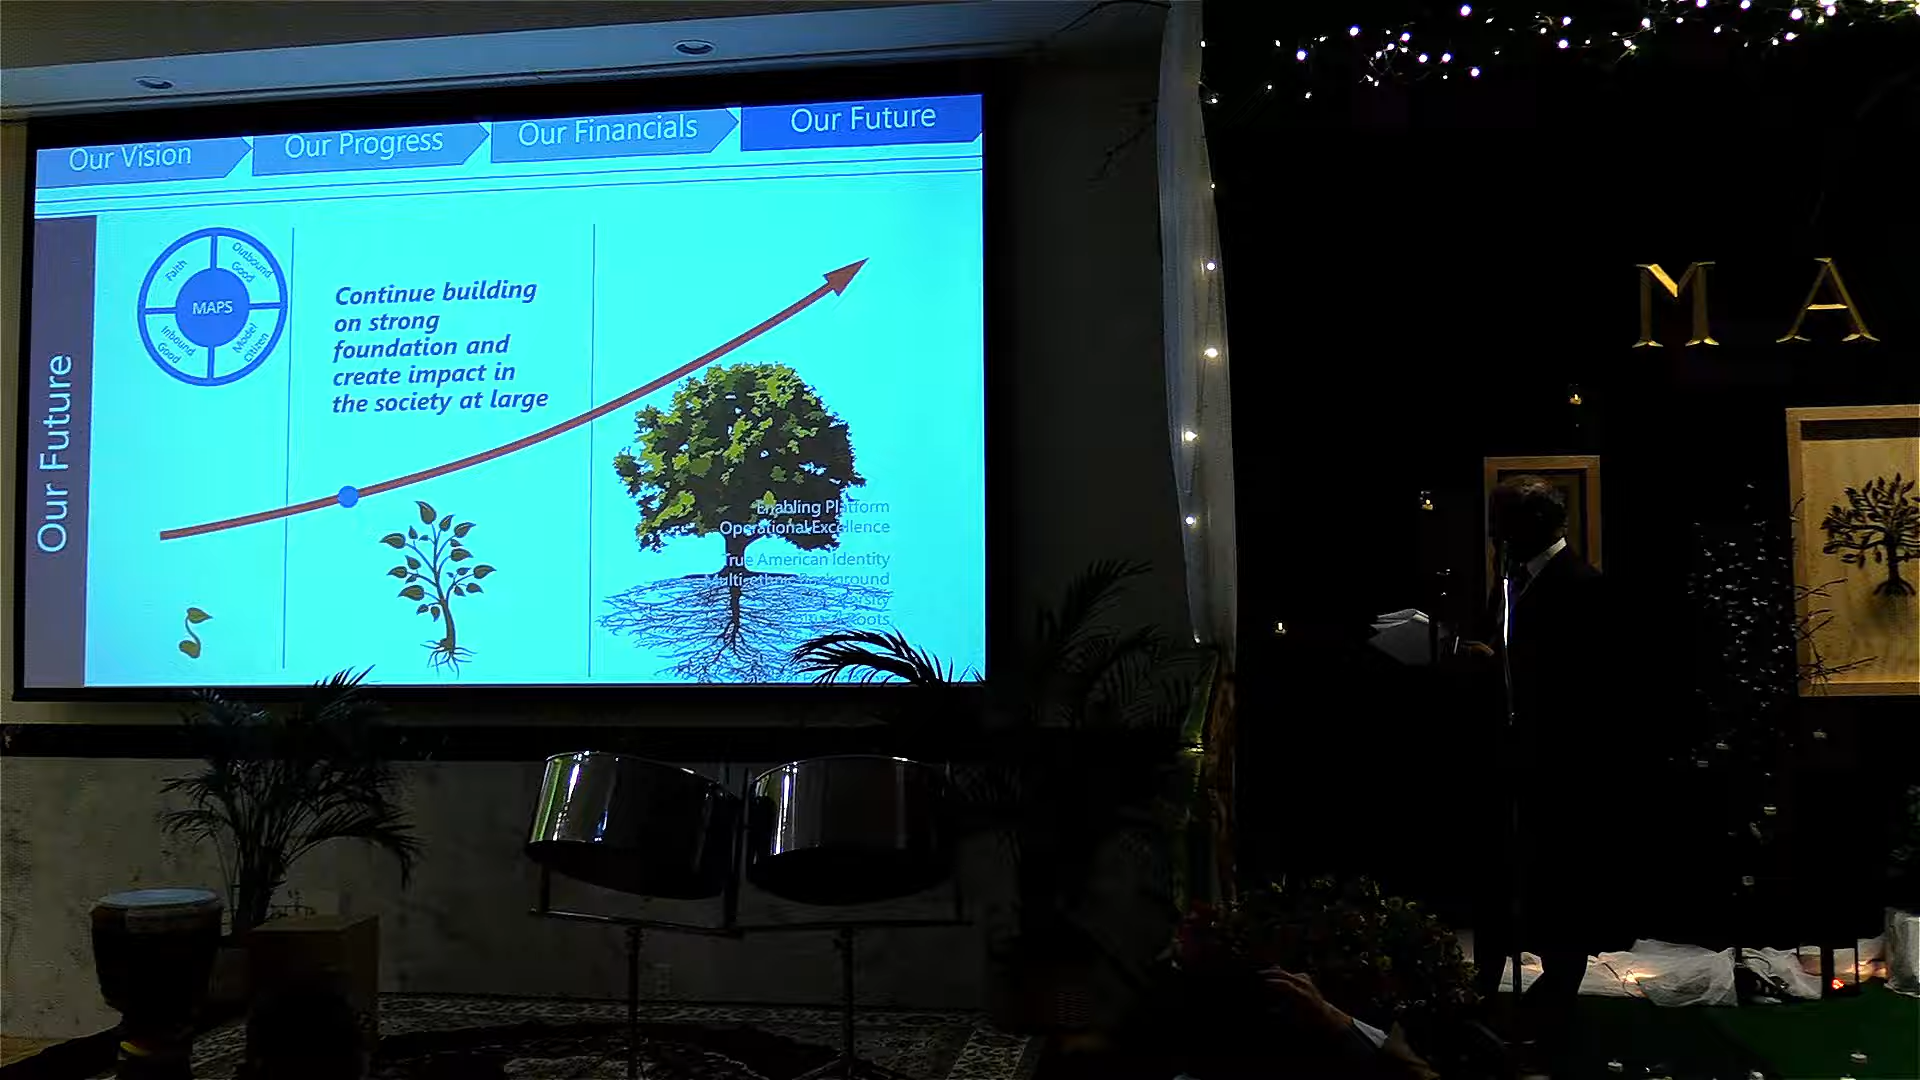 Our Vision
Our Progress
Our Financials
Our Future
Our Future
Faith
Outbound
Good
MAPS
Inbound
Good
Model
Citizen
Continue building
on strong
foundation and
create impact in
the society at large
Enabling Platform
Operational Excellence
True American Identity
Multi-ethnic Background
Roots
M A